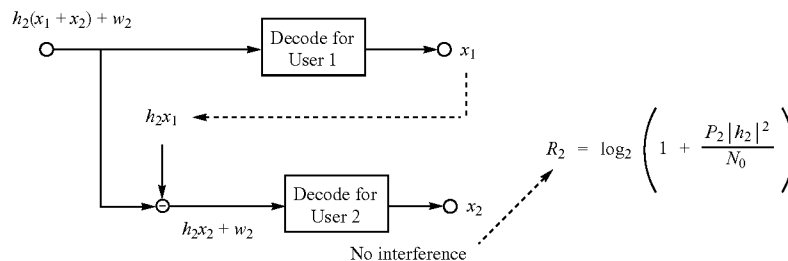 h₂(x₁ + x₂) + w₂
Decode for
User 1
x₁
h₂x₁
R₂ = log₂ ( 1 + P₂|h₂|² / N₀ )
Decode for
User 2
x₂
h₂x₂ + w₂
No interference